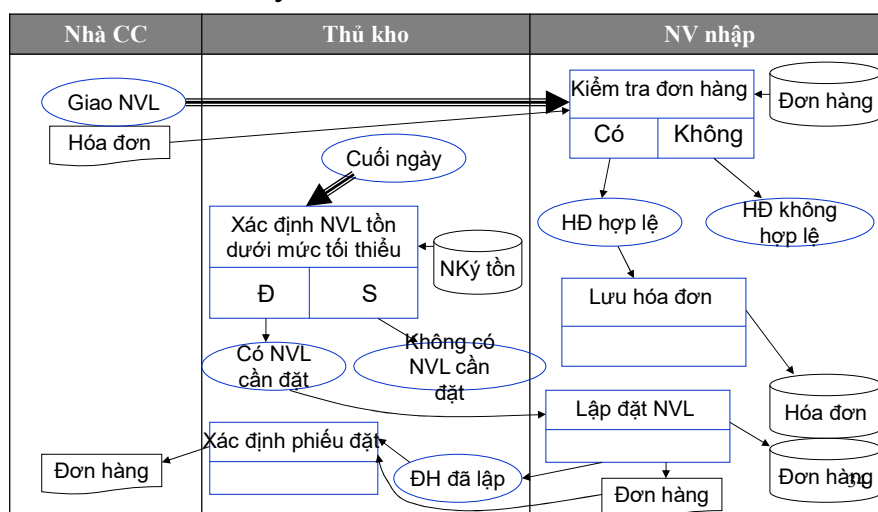 Nhà CC
Thủ kho
NV nhập
Giao NVL
Hóa đơn
Kiểm tra đơn hàng
Có
Không
Đơn hàng
Cuối ngày
Xác định NVL tồn
dưới mức tối thiểu
Đ
S
NKý tồn
HĐ hợp lệ
HĐ không
hợp lệ
Lưu hóa đơn
Có NVL
cần đặt
Không có
NVL cần
đặt
Lập đặt NVL
Hóa đơn
Xác định phiếu đặt
Đơn hàng
ĐH đã lập
Đơn hàng
Đơn hàng
34